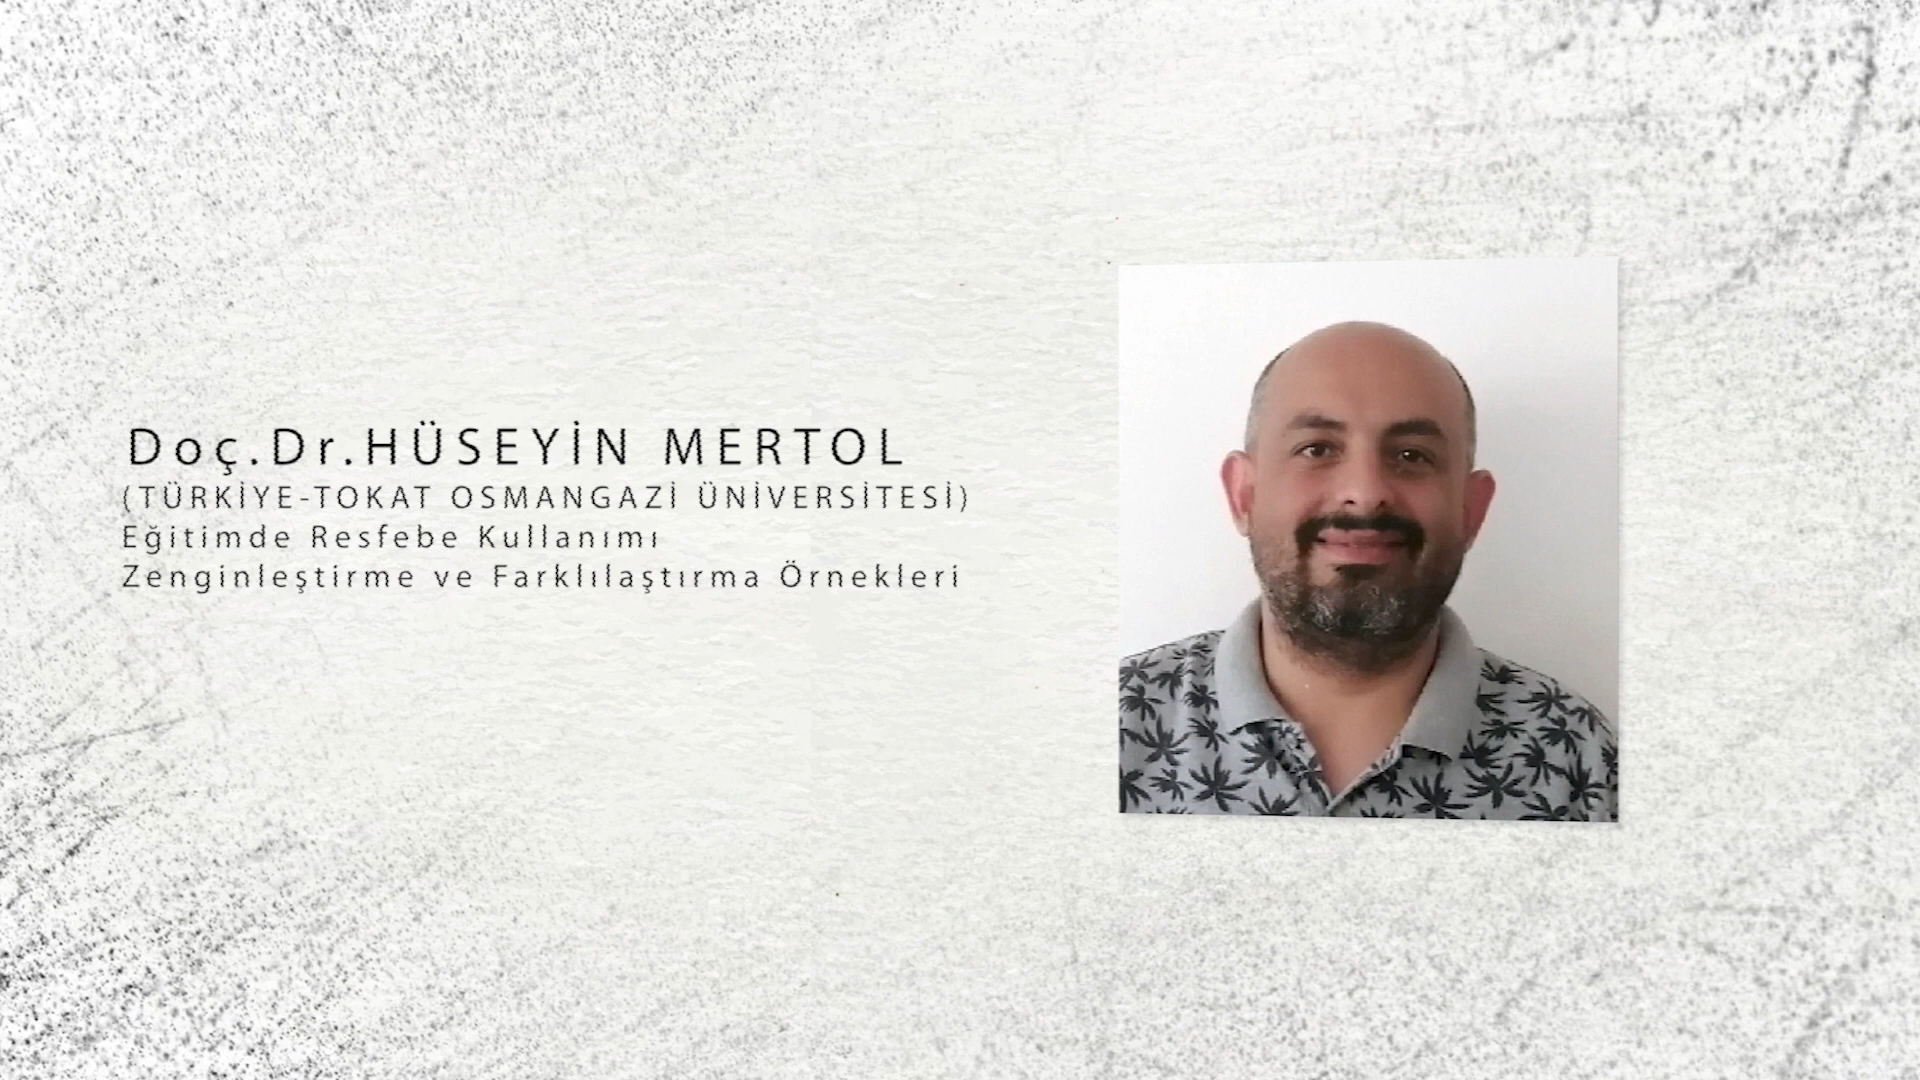 Doç.Dr.HÜSEYİN MERTOL
(TÜRKİYE-TOKAT OSMANGAZİ ÜNİVERSİTESİ)
Eğitimde Resfebe Kullanımı
Zenginleştirme ve Farklılaştırma Örnekleri